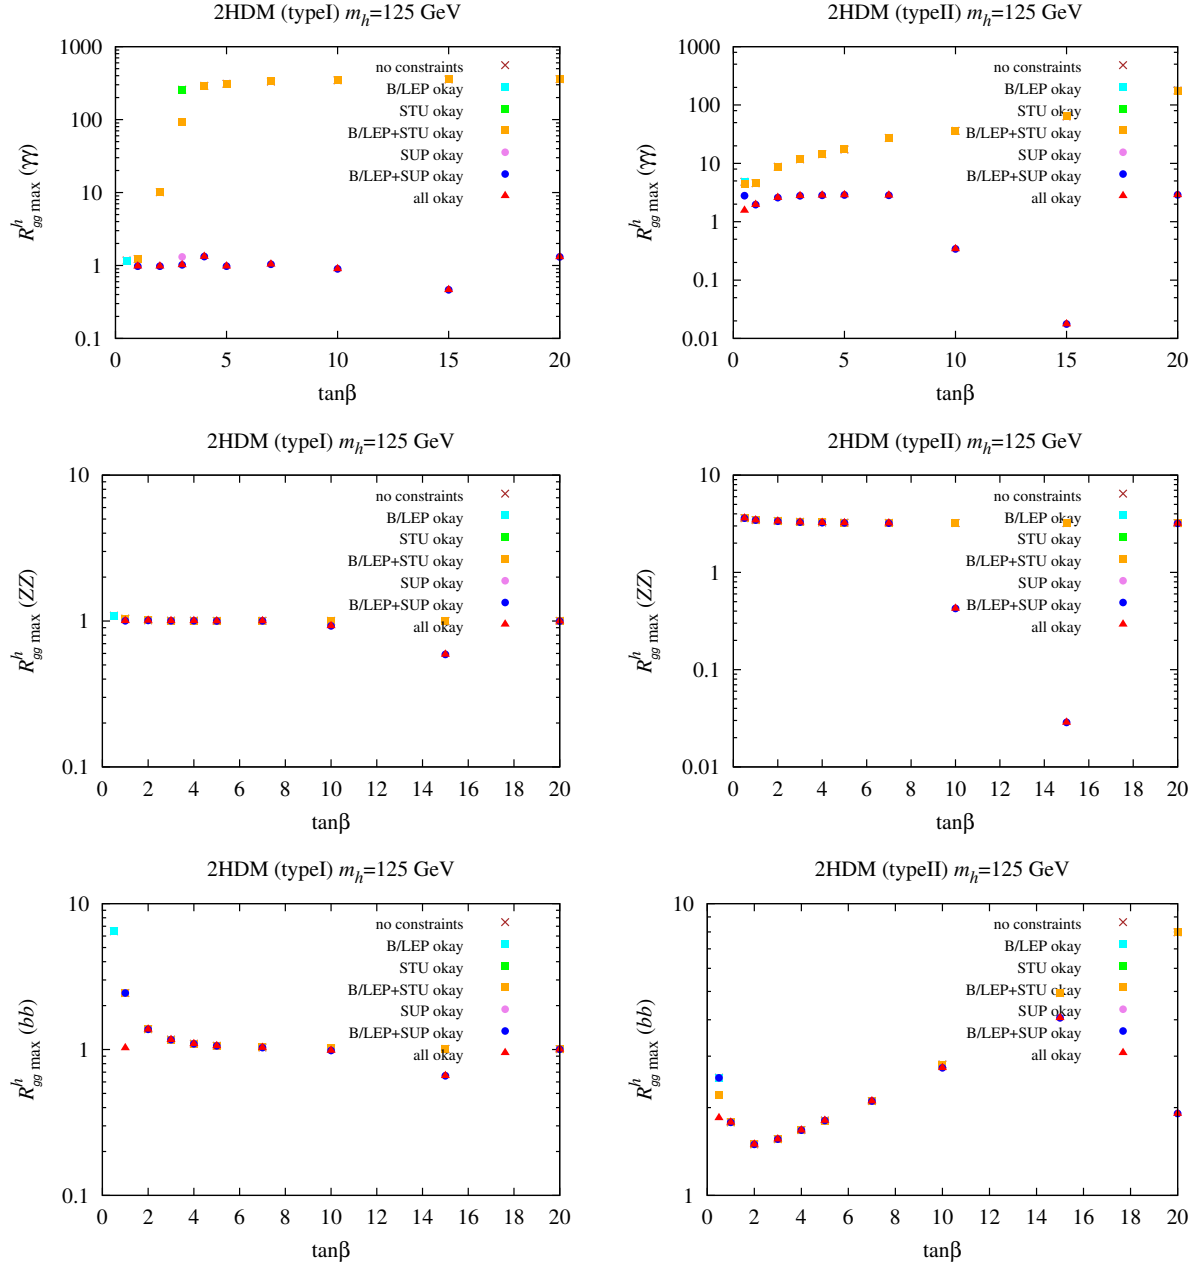 2HDM (typeI) m_h=125 GeV
1000
100
10
1
0.1
R^h_gg max (γγ)
no constraints
B/LEP okay
STU okay
B/LEP+STU okay
SUP okay
B/LEP+SUP okay
all okay
0 5 10 15 20
tanβ
2HDM (typeII) m_h=125 GeV
1000
100
10
1
0.1
0.01
R^h_gg max (γγ)
no constraints
B/LEP okay
STU okay
B/LEP+STU okay
SUP okay
B/LEP+SUP okay
all okay
0 5 10 15 20
tanβ
2HDM (typeI) m_h=125 GeV
10
1
0.1
R^h_gg max (ZZ)
no constraints
B/LEP okay
STU okay
B/LEP+STU okay
SUP okay
B/LEP+SUP okay
all okay
0 2 4 6 8 10 12 14 16 18 20
tanβ
2HDM (typeII) m_h=125 GeV
10
1
0.1
0.01
R^h_gg max (ZZ)
no constraints
B/LEP okay
STU okay
B/LEP+STU okay
SUP okay
B/LEP+SUP okay
all okay
0 2 4 6 8 10 12 14 16 18 20
tanβ
2HDM (typeI) m_h=125 GeV
10
1
0.1
R^h_gg max (bb)
no constraints
B/LEP okay
STU okay
B/LEP+STU okay
SUP okay
B/LEP+SUP okay
all okay
0 2 4 6 8 10 12 14 16 18 20
tanβ
2HDM (typeII) m_h=125 GeV
10
1
R^h_gg max (bb)
no constraints
B/LEP okay
STU okay
B/LEP+STU okay
SUP okay
B/LEP+SUP okay
all okay
0 2 4 6 8 10 12 14 16 18 20
tanβ